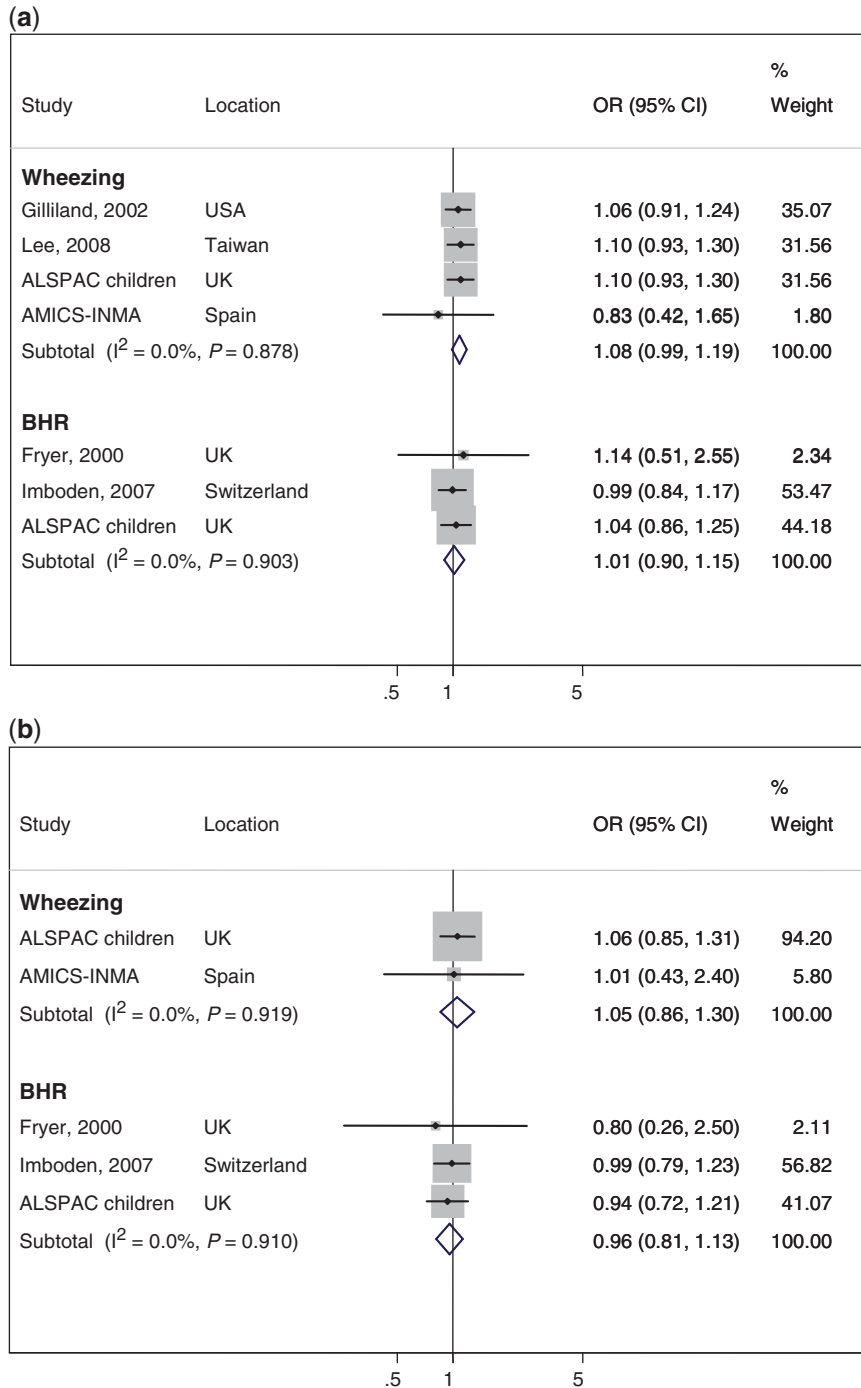 (a)
%
Study Location OR (95% CI) Weight
Wheezing
Gilliland, 2002 USA 1.06 (0.91, 1.24) 35.07
Lee, 2008 Taiwan 1.10 (0.93, 1.30) 31.56
ALSPAC children UK 1.10 (0.93, 1.30) 31.56
AMICS-INMA Spain 0.83 (0.42, 1.65) 1.80
Subtotal (I² = 0.0%, P = 0.878) 1.08 (0.99, 1.19) 100.00
BHR
Fryer, 2000 UK 1.14 (0.51, 2.55) 2.34
Imboden, 2007 Switzerland 0.99 (0.84, 1.17) 53.47
ALSPAC children UK 1.04 (0.86, 1.25) 44.18
Subtotal (I² = 0.0%, P = 0.903) 1.01 (0.90, 1.15) 100.00
.5 1 5
(b)
%
Study Location OR (95% CI) Weight
Wheezing
ALSPAC children UK 1.06 (0.85, 1.31) 94.20
AMICS-INMA Spain 1.01 (0.43, 2.40) 5.80
Subtotal (I² = 0.0%, P = 0.919) 1.05 (0.86, 1.30) 100.00
BHR
Fryer, 2000 UK 0.80 (0.26, 2.50) 2.11
Imboden, 2007 Switzerland 0.99 (0.79, 1.23) 56.82
ALSPAC children UK 0.94 (0.72, 1.21) 41.07
Subtotal (I² = 0.0%, P = 0.910) 0.96 (0.81, 1.13) 100.00
.5 1 5